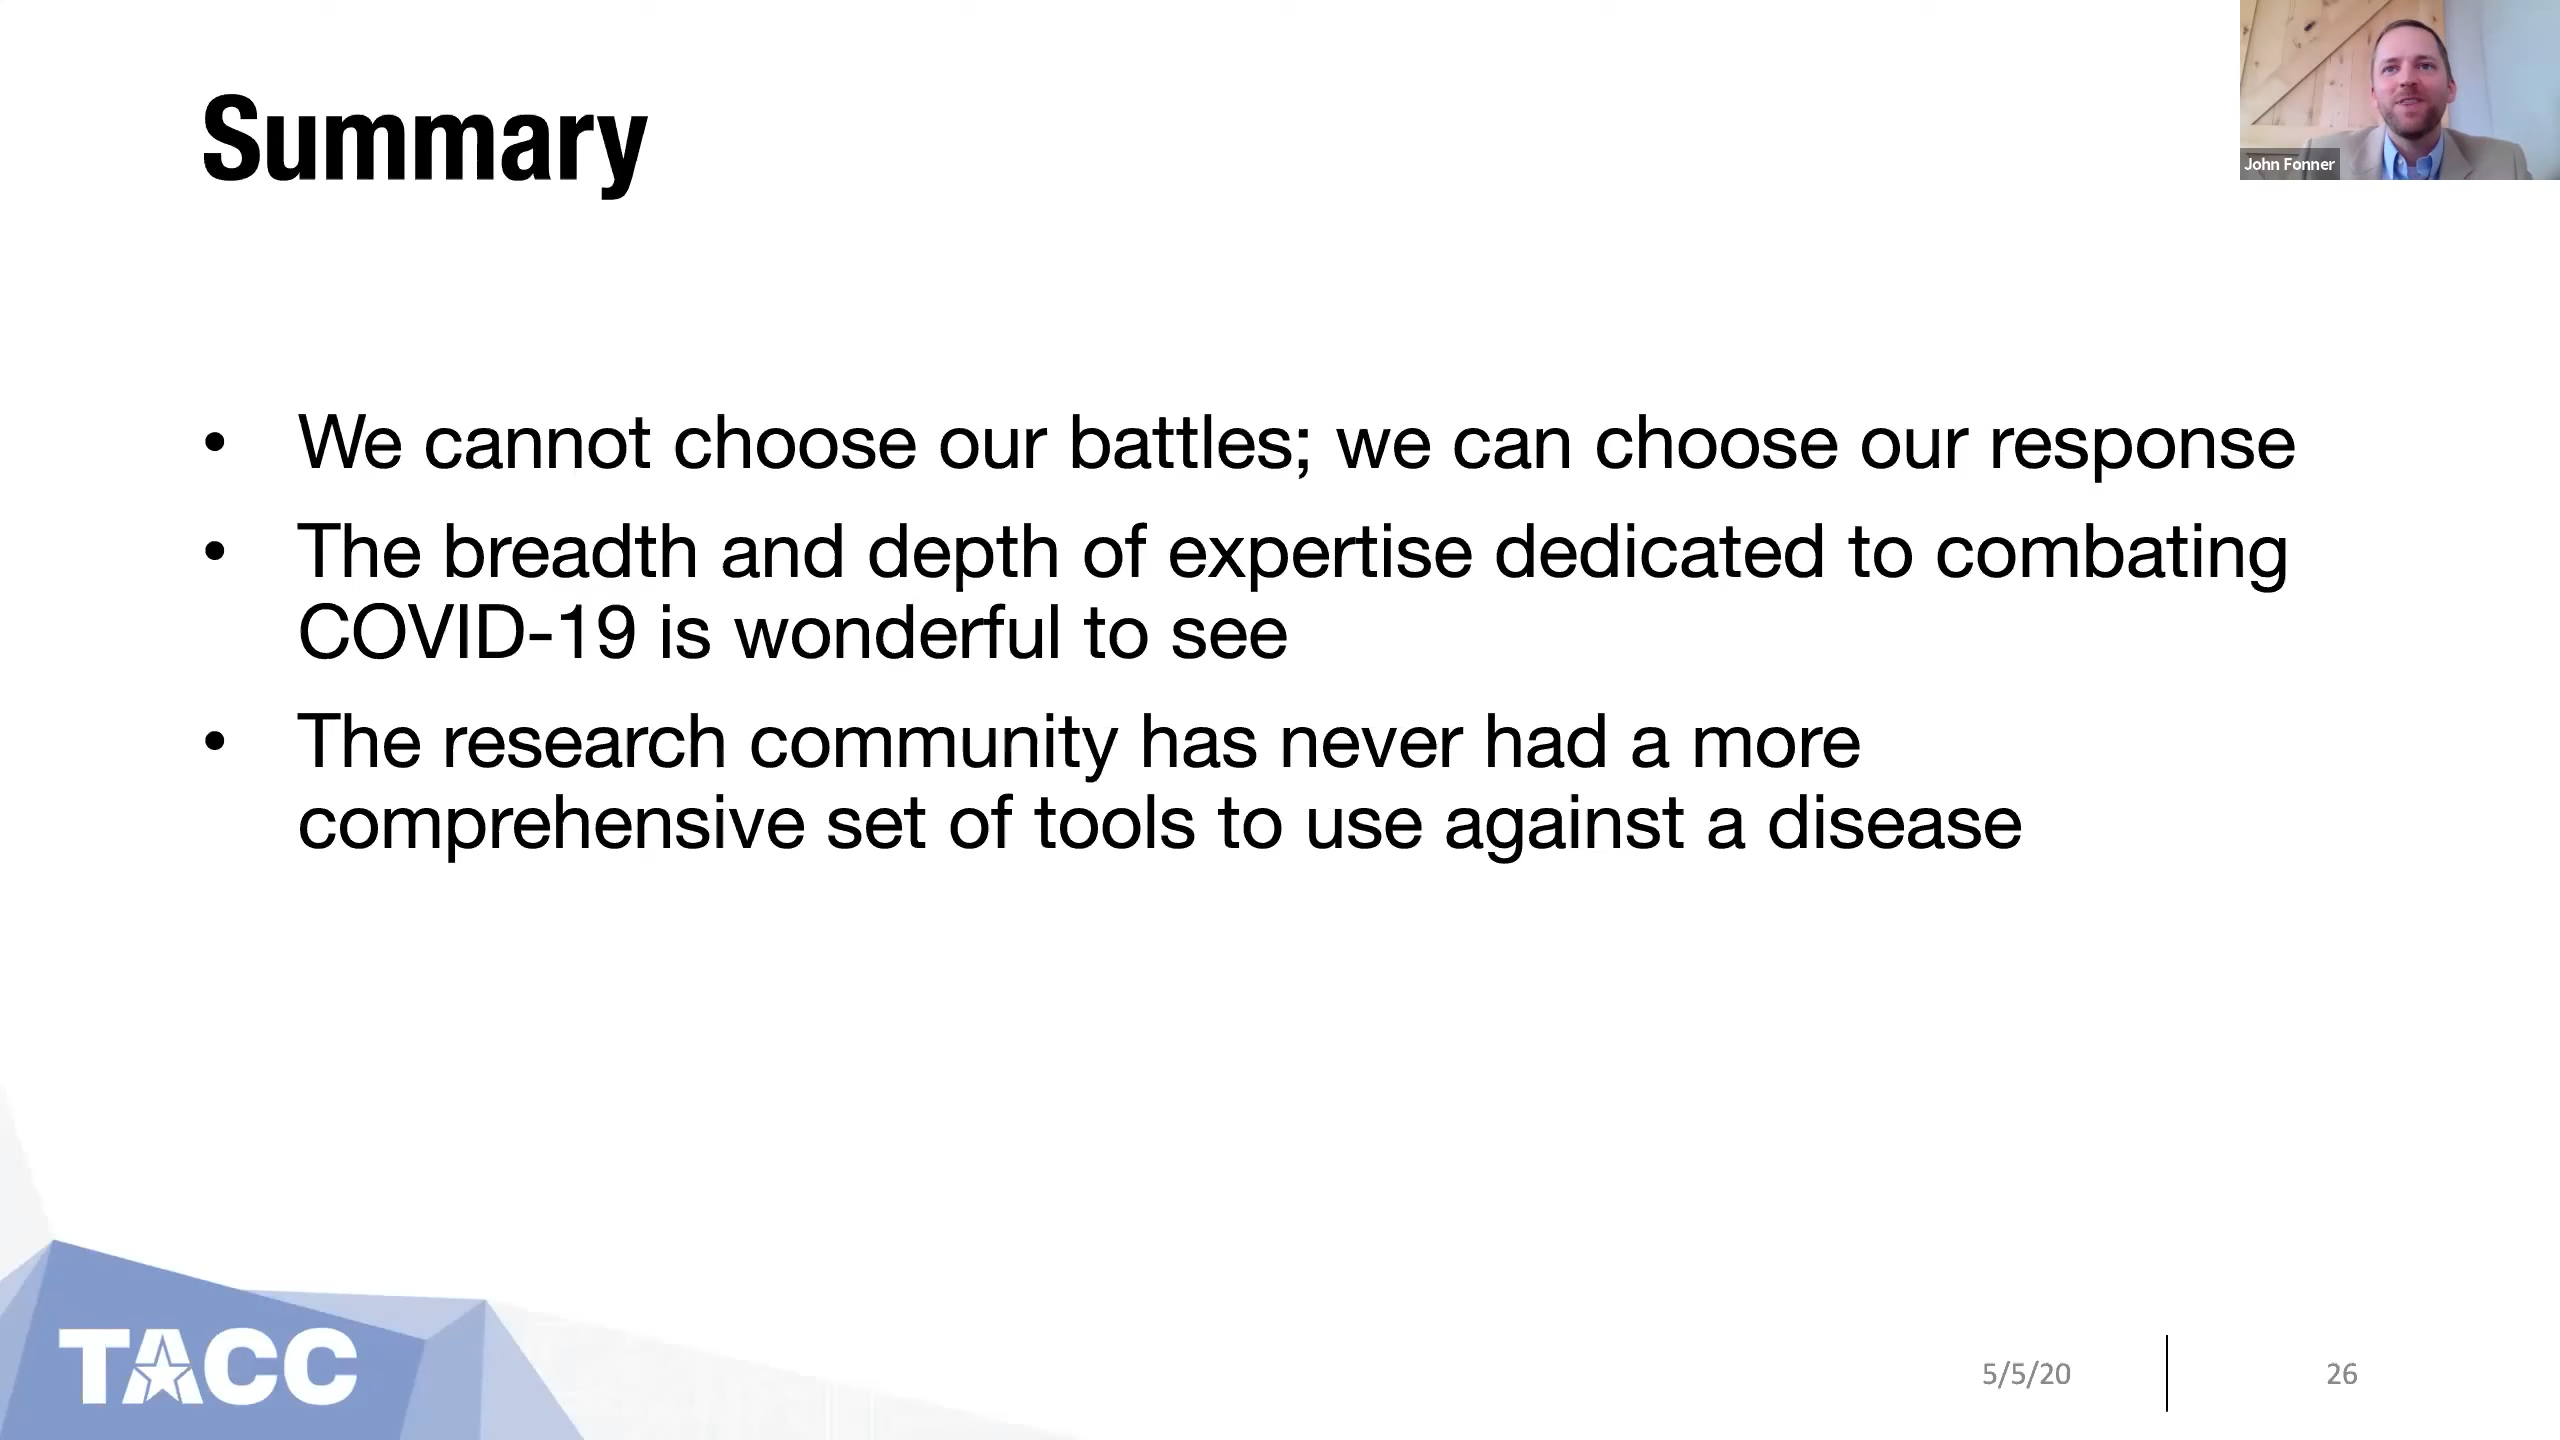 Summary
John Fonner
• We cannot choose our battles; we can choose our response
• The breadth and depth of expertise dedicated to combating
COVID-19 is wonderful to see
• The research community has never had a more
comprehensive set of tools to use against a disease
TACC
5/5/20
26